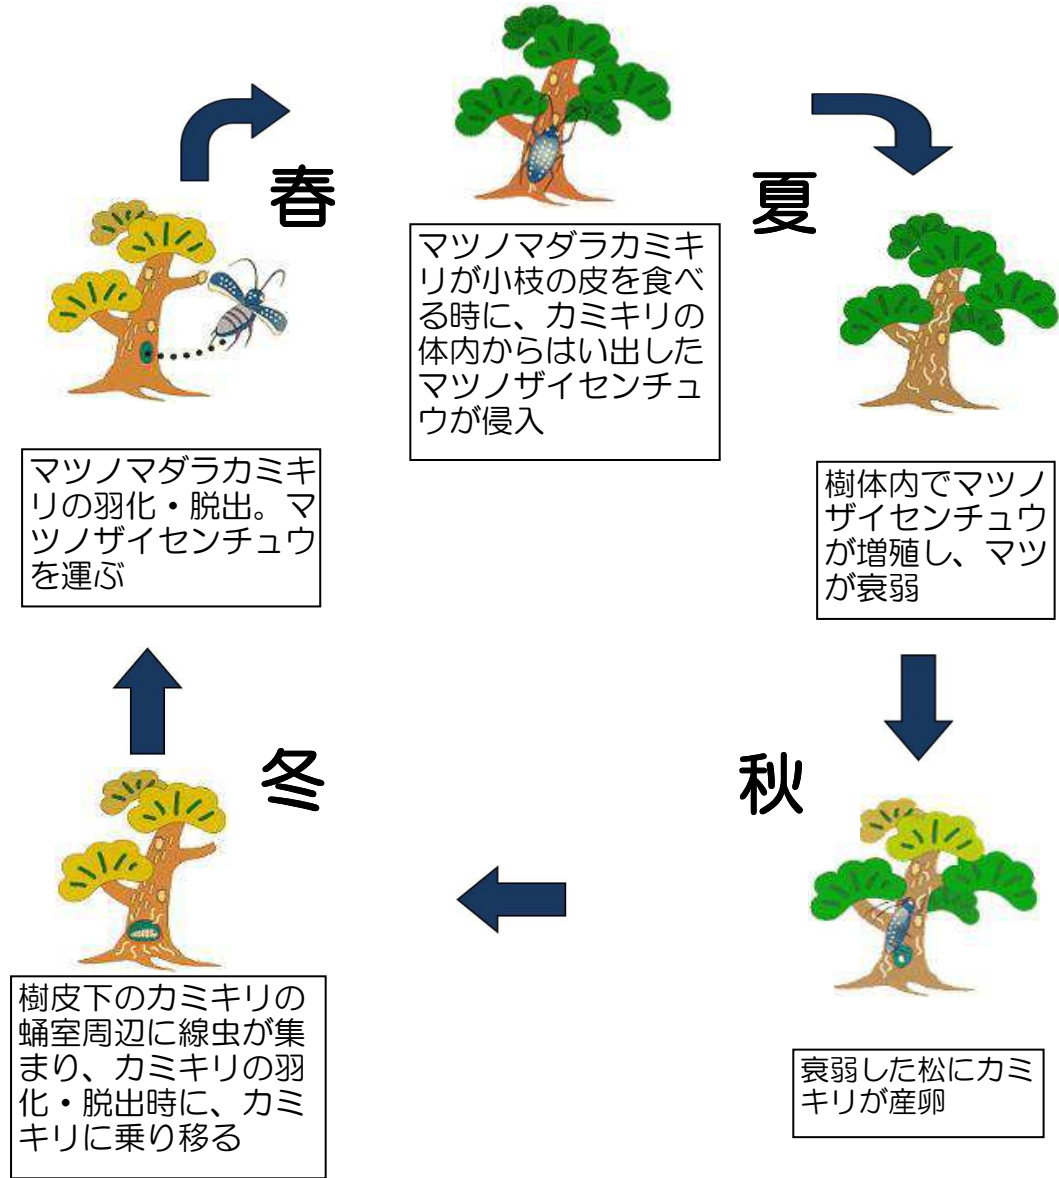 春
マツノマダラカミキ
リが小枝の皮を食べ
る時に、カミキリの
体内からはい出した
マツノザイセンチュ
ウが侵入
夏
マツノマダラカミキ
リの羽化・脱出。マ
ツノザイセンチュウ
を運ぶ
樹体内でマツノ
ザイセンチュウ
が増殖し、マツ
が衰弱
冬
秋
樹皮下のカミキリの
蛹室周辺に線虫が集
まり、カミキリの羽
化・脱出時に、カミ
キリに乗り移る
衰弱した松にカミ
キリが産卵